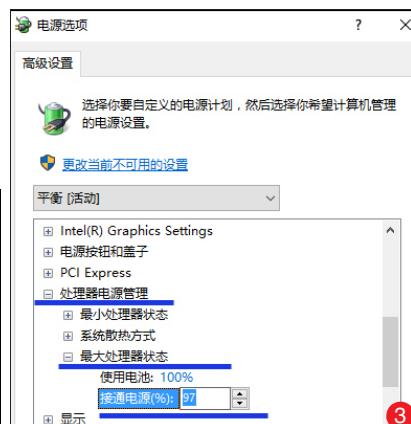 电源选项
?
高级设置
选择你要自定义的电源计划，然后选择你希望计算机管理
的电源设置。
更改当前不可用的设置
平衡 [活动]
Intel(R) Graphics Settings
电源按钮和盖子
PCI Express
处理器电源管理
最小处理器状态
系统散热方式
最大处理器状态
使用电池: 100%
接通电源(%): 97
显示
3